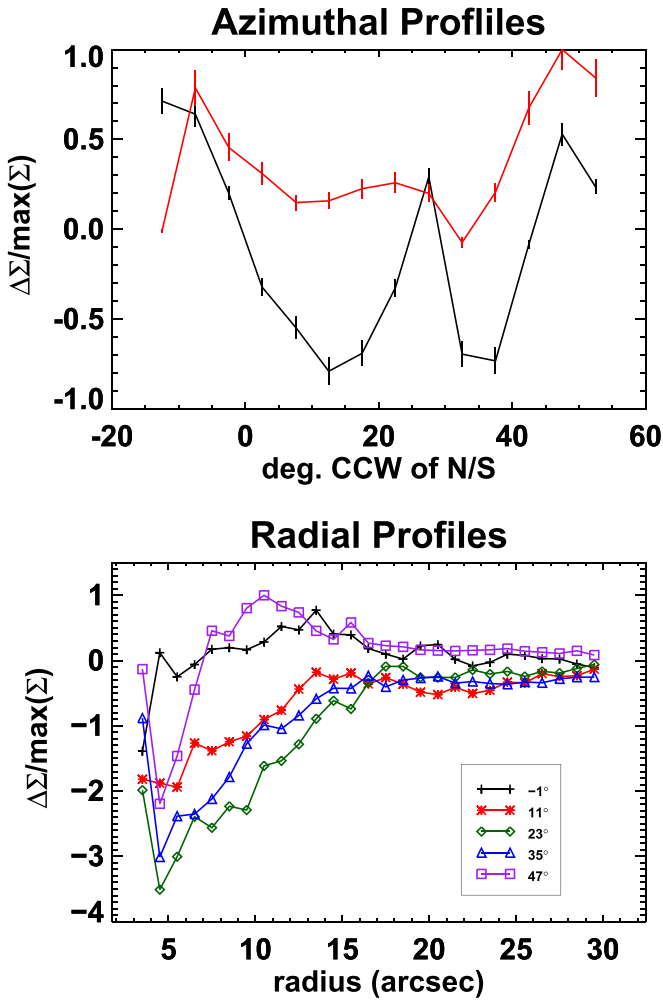 Azimuthal Profliles
1.0
0.5
0.0
-0.5
-1.0
ΔΣ/max(Σ)
-20 0 20 40 60
deg. CCW of N/S
Radial Profiles
1
0
−1
−2
−3
−4
ΔΣ/max(Σ)
−1°
11°
23°
35°
47°
5 10 15 20 25 30
radius (arcsec)